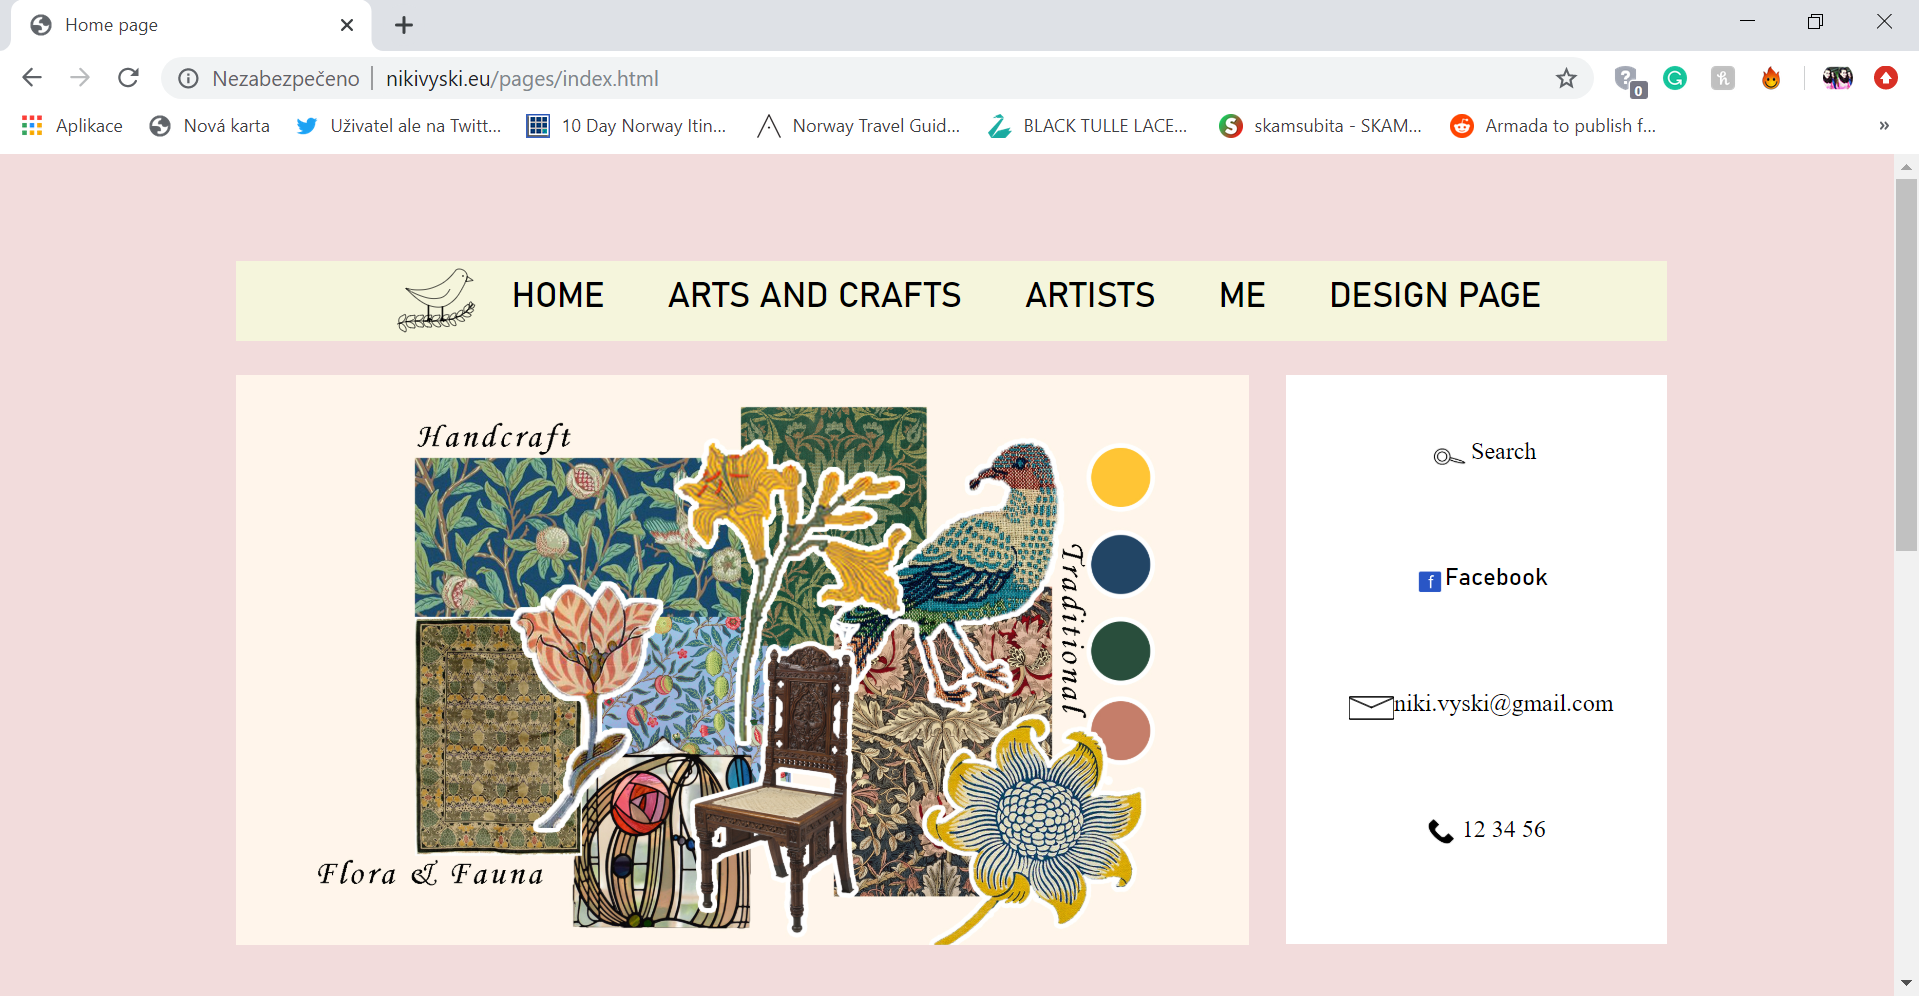 Home page
Nezabezpečeno | nikivyski.eu/pages/index.html
0
Aplikace Nová karta Uživatel ale na Twitt... 10 Day Norway Itin... Norway Travel Guid... BLACK TULLE LACE... skamsubita - SKAM... Armada to publish f... »
HOME ARTS AND CRAFTS ARTISTS ME DESIGN PAGE
Handcraft
Traditional
Flora & Fauna
Search
Facebook
niki.vyski@gmail.com
12 34 56